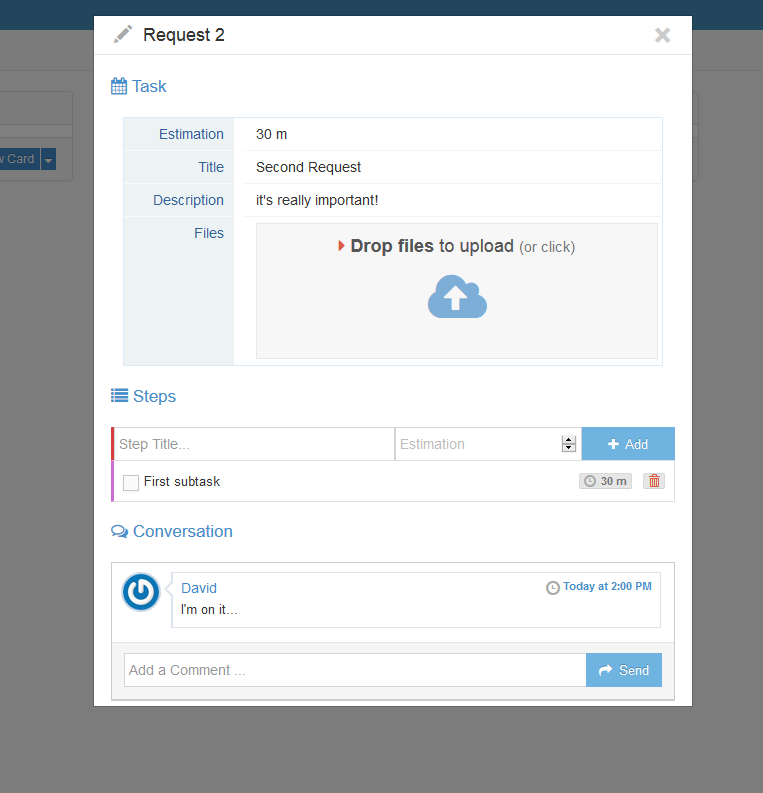 Request 2
Task
Estimation 30 m
Title Second Request
Description it's really important!
Files
Drop files to upload (or click)
Card
Steps
Step Title... Estimation Add
First subtask 30 m
Conversation
David Today at 2:00 PM
I'm on it...
Add a Comment ... Send